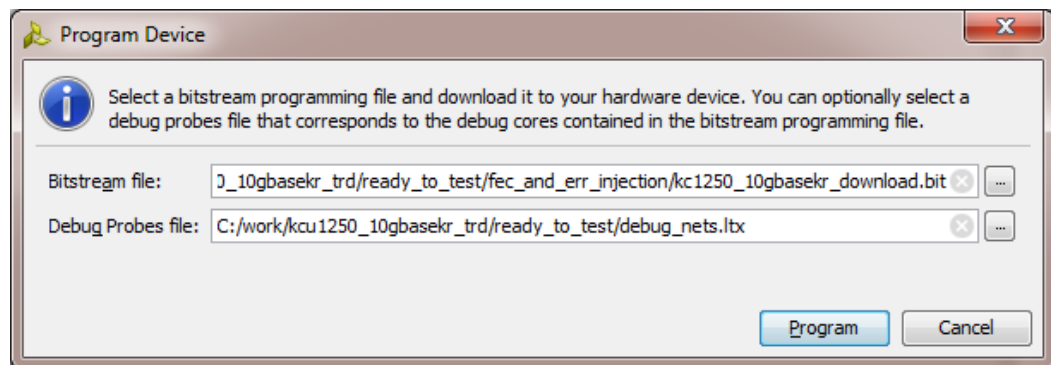 Program Device
Select a bitstream programming file and download it to your hardware device. You can optionally select a
debug probes file that corresponds to the debug cores contained in the bitstream programming file.
Bitstream file: 0_10gbasekr_trd/ready_to_test/fec_and_err_injection/kc1250_10gbasekr_download.bit ...
Debug Probes file: C:/work/kcu1250_10gbasekr_trd/ready_to_test/debug_nets.ltx ...
Program Cancel